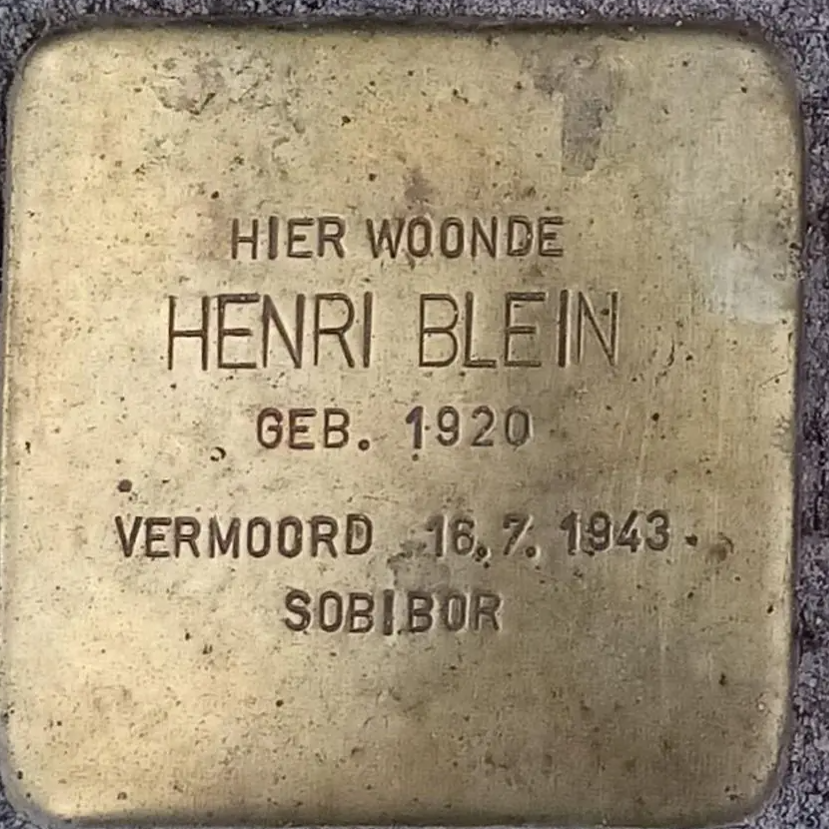 HIER WOONDE
HENRI BLEIN
GEB. 1920
VERMOORD 16.7.1943
SOBIBOR